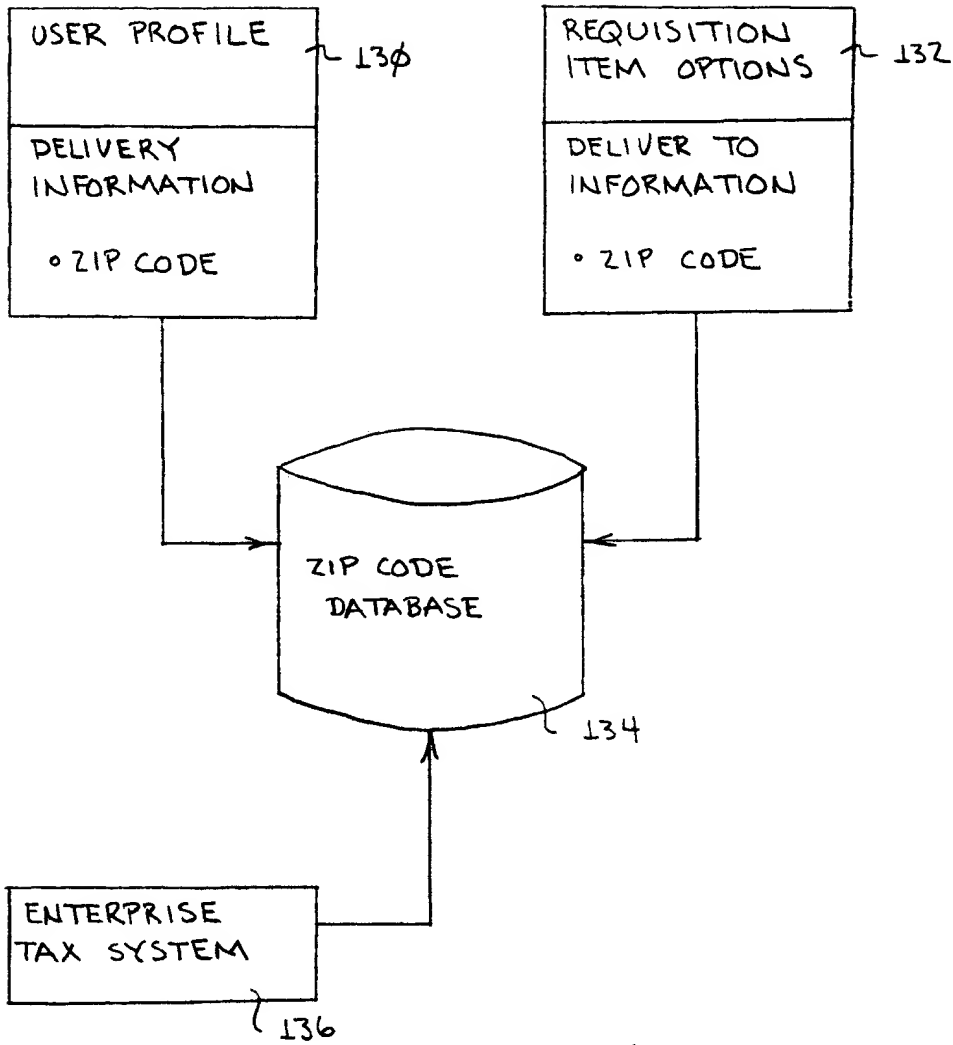 USER PROFILE
130
DELIVERY
INFORMATION
• ZIP CODE
REQUISITION
ITEM OPTIONS
132
DELIVER TO
INFORMATION
• ZIP CODE
ZIP CODE
DATABASE
134
ENTERPRISE
TAX SYSTEM
136